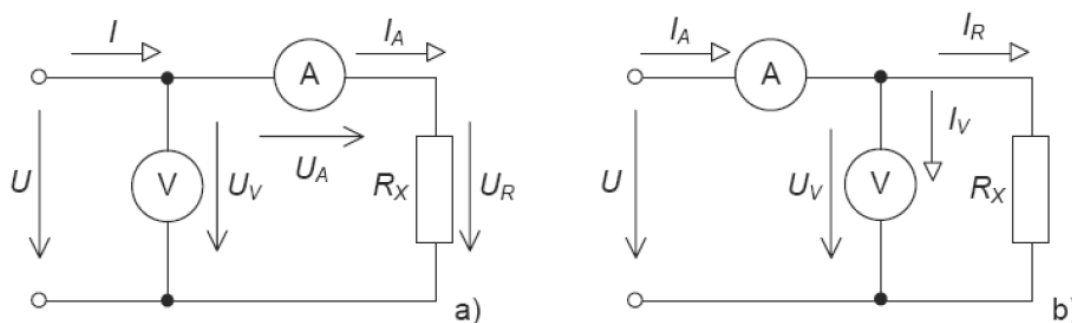 I
I_A
A
U
V
U_V
U_A
R_X
U_R
a)
I_A
I_R
A
I_V
U
U_V
V
R_X
b)